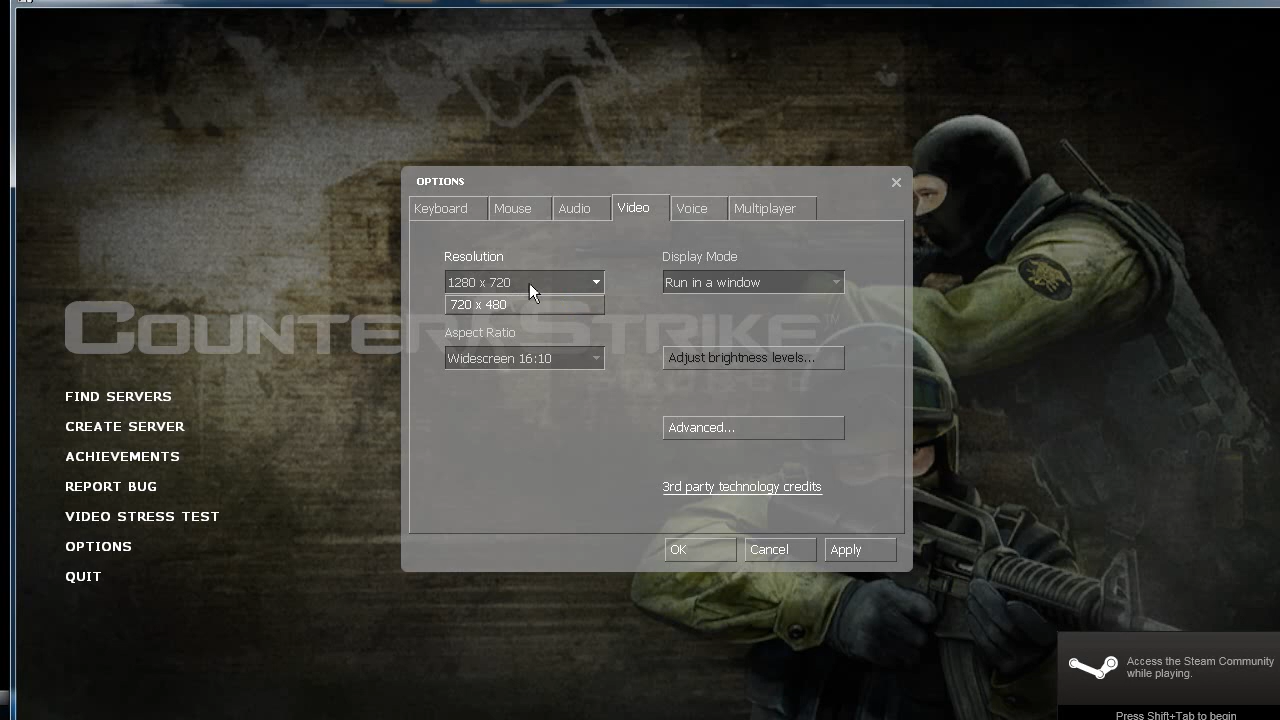 OPTIONS
Keyboard
Mouse
Audio
Video
Voice
Multiplayer
Resolution
1280 x 720
720 x 480
Aspect Ratio
Widescreen 16:10
Display Mode
Run in a window
Adjust brightness levels...
Advanced...
3rd party technology credits
OK
Cancel
Apply
COUNTER STRIKE™
FIND SERVERS
CREATE SERVER
ACHIEVEMENTS
REPORT BUG
VIDEO STRESS TEST
OPTIONS
QUIT
Access the Steam Community
while playing.
Press Shift+Tab to begin